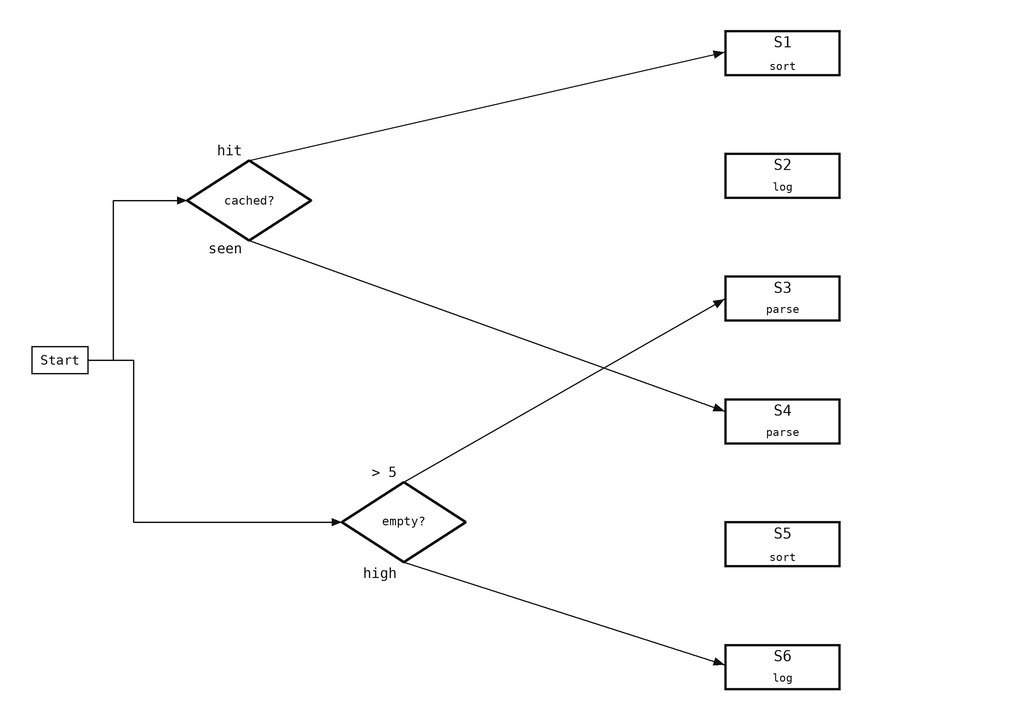 S1
sort
hit
S2
log
cached?
seen
S3
parse
Start
S4
parse
> 5
empty?
S5
sort
high
S6
log